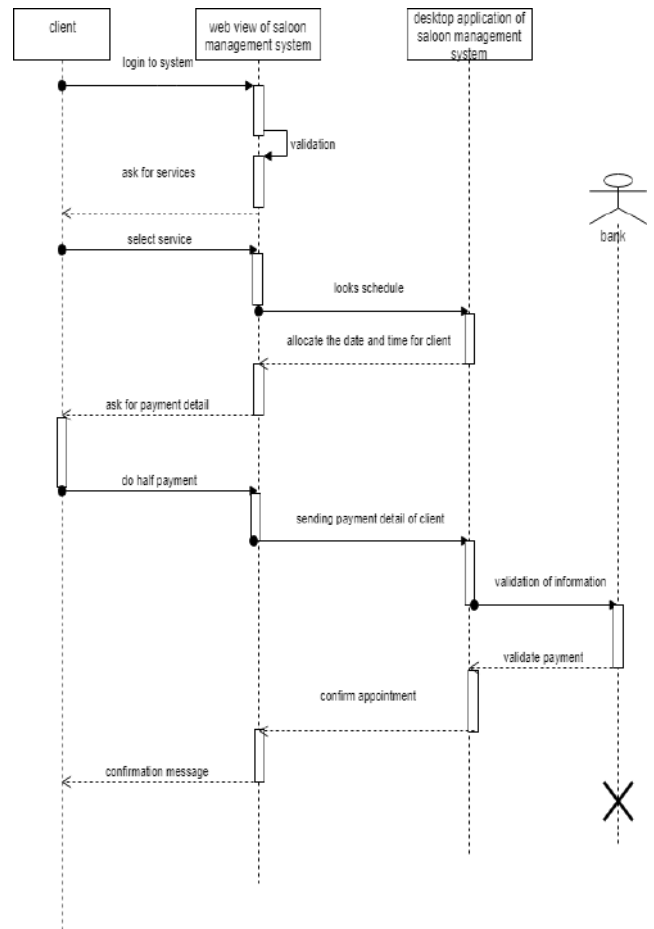 client
web view of saloon
management system
desktop application of
saloon management
system
login to system
validation
ask for services
bank
select service
looks schedule
allocate the date and time for client
ask for payment detail
do half payment
sending payment detail of client
validation of information
validate payment
confirm appointment
confirmation message